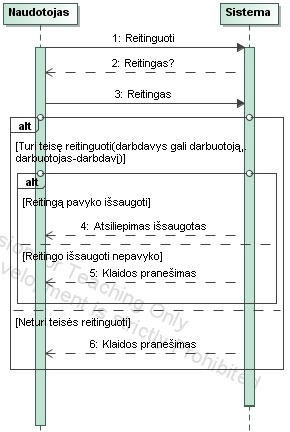 Naudotojas
Sistema
1: Reitinguoti
2: Reitingas?
3: Reitingas
alt
[Turi teisę reitinguoti(darbdavys gali darbuotoją,.
darbuotojas-darbdavį)]
alt
[Reitingą pavyko išsaugoti]
4: Atsiliepimas išsaugotas
[Reitingo išsaugoti nepavyko]
5: Klaidos pranešimas
[Neturi teisės reitinguoti]
6: Klaidos pranešimas
for Teaching Only
velopment is strictly prohibited